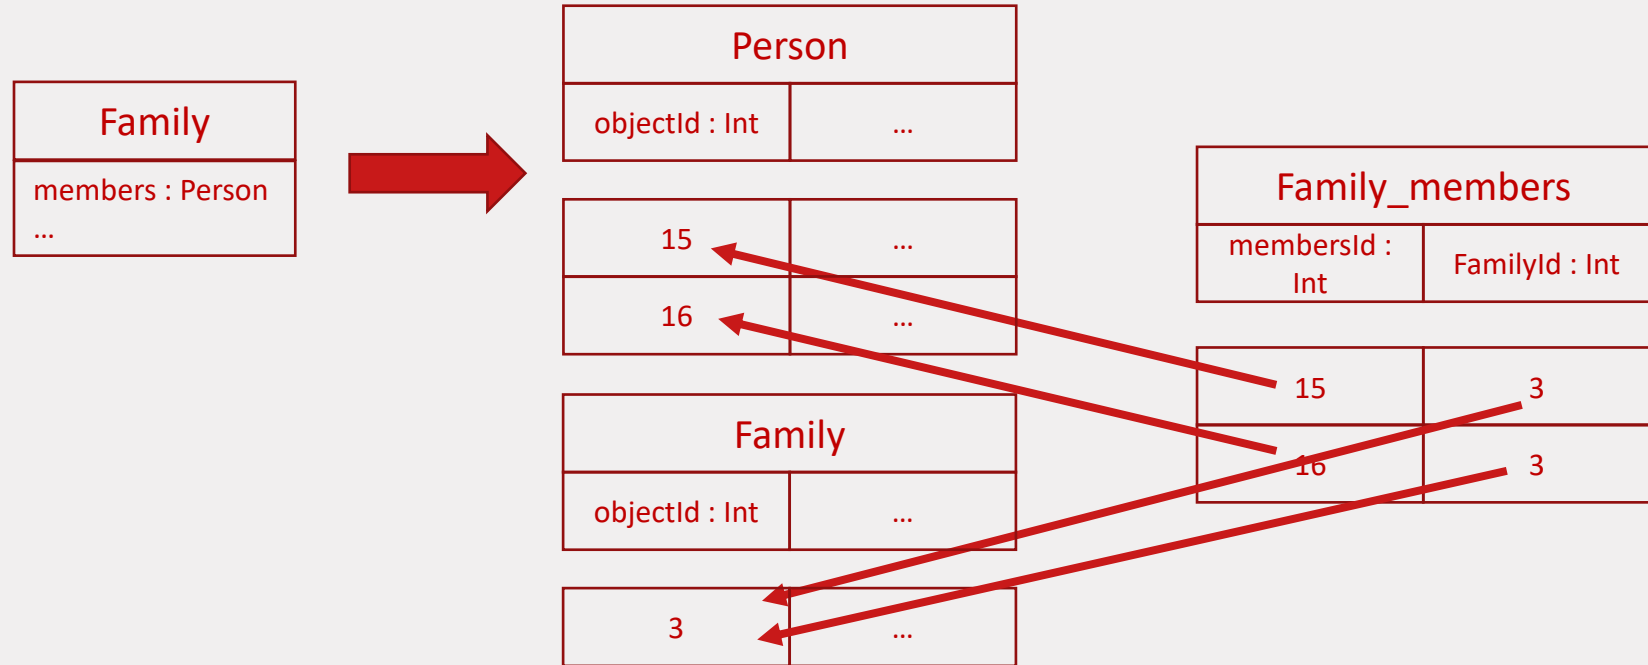 Family
members : Person
...
Person
objectId : Int
...
15
...
16
...
Family
objectId : Int
...
3
...
Family_members
membersId :
Int
FamilyId : Int
15
3
16
3